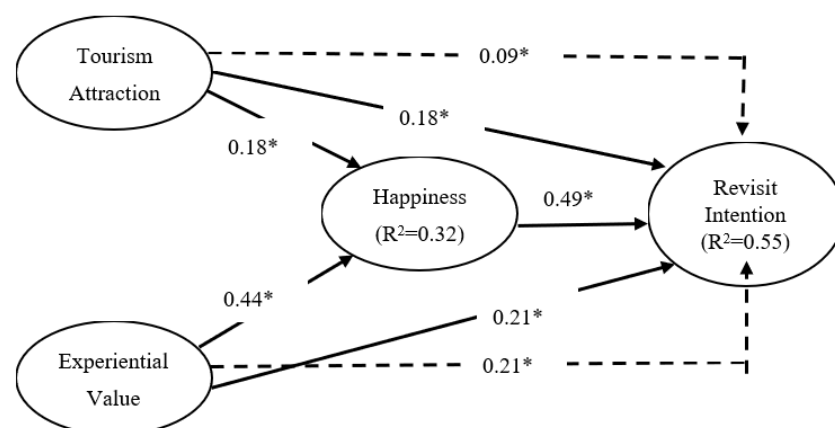 Tourism
Attraction
0.09*
0.18*
0.18*
Happiness
(R²=0.32)
0.49*
Revisit
Intention
(R²=0.55)
0.44*
0.21*
Experiential
Value
0.21*